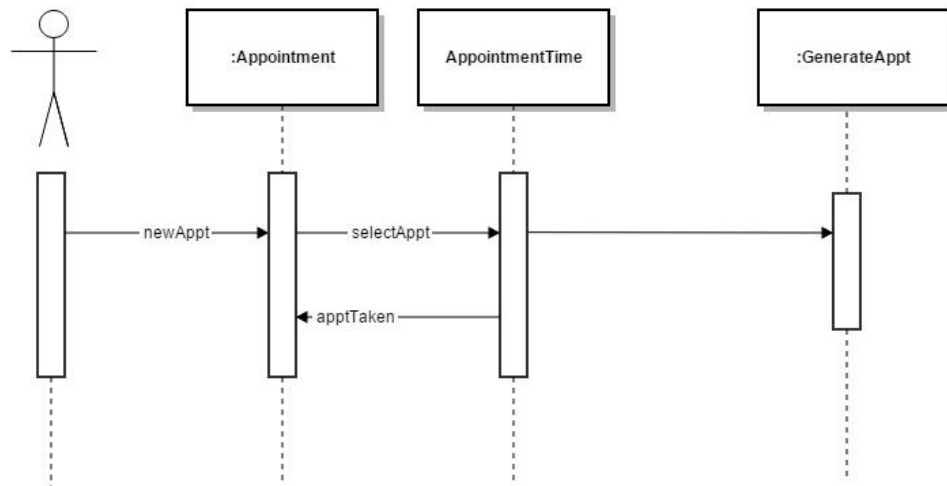 :Appointment
AppointmentTime
:GenerateAppt
newAppt
selectAppt
apptTaken